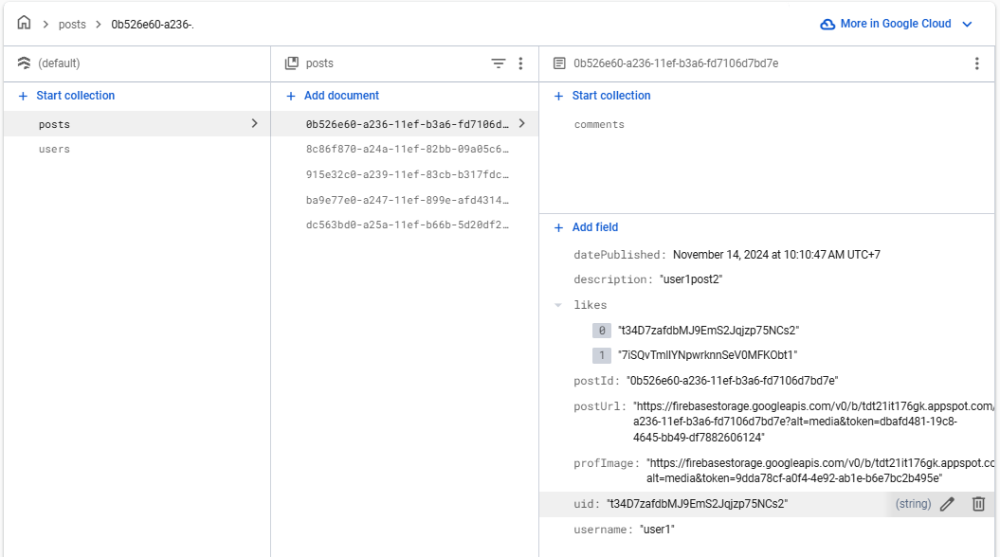 posts
0b526e60-a236-.
More in Google Cloud
(default)
posts
0b526e60-a236-11ef-b3a6-fd7106d7bd7e
Start collection
Add document
Start collection
posts
users
0b526e60-a236-11ef-b3a6-fd7106d…
8c86f870-a24a-11ef-82bb-09a05c6…
915e32c0-a239-11ef-83cb-b317fdc…
ba9e77e0-a247-11ef-899e-afd4314…
dc563bd0-a25a-11ef-b66b-5d20df2…
comments
Add field
datePublished: November 14, 2024 at 10:10:47 AM UTC+7
description: "user1post2"
likes
0 "t34D7zafdbMJ9EmS2Jqjzp75NCs2"
1 "7iSQvTmlIYNpwrknnSeV0MFKObt1"
postId: "0b526e60-a236-11ef-b3a6-fd7106d7bd7e"
postUrl: "https://firebasestorage.googleapis.com/v0/b/tdt21it176gk.appspot.com/
a236-11ef-b3a6-fd7106d7bd7e?alt=media&token=dbafd481-19c8-
4645-bb49-df7882606124"
profImage: "https://firebasestorage.googleapis.com/v0/b/tdt21it176gk.appspot.co
alt=media&token=9dda78cf-a0f4-4e92-ab1e-b6e7bc2b495e"
uid: "t34D7zafdbMJ9EmS2Jqjzp75NCs2" (string)
username: "user1"